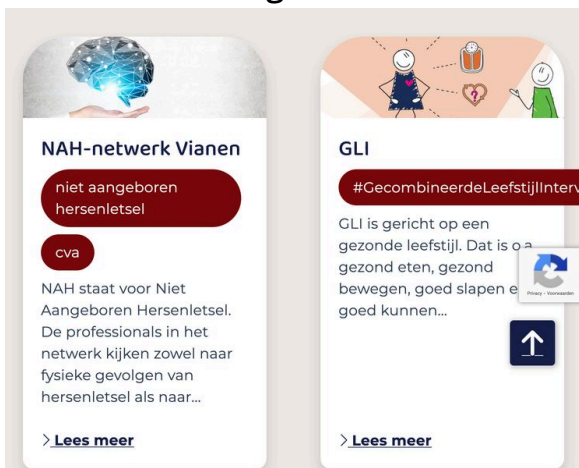 NAH-netwerk Vianen
niet aangeboren
hersenletsel
cva
NAH staat voor Niet
Aangeboren Hersenletsel.
De professionals in het
netwerk kijken zowel naar
fysieke gevolgen van
hersenletsel als naar...
> Lees meer
GLI
#GecombineerdeLeefstijlInterv
GLI is gericht op een
gezonde leefstijl. Dat is o.a.
gezond eten, gezond
bewegen, goed slapen e
goed kunnen...
> Lees meer
Privacy - Voorwaarden